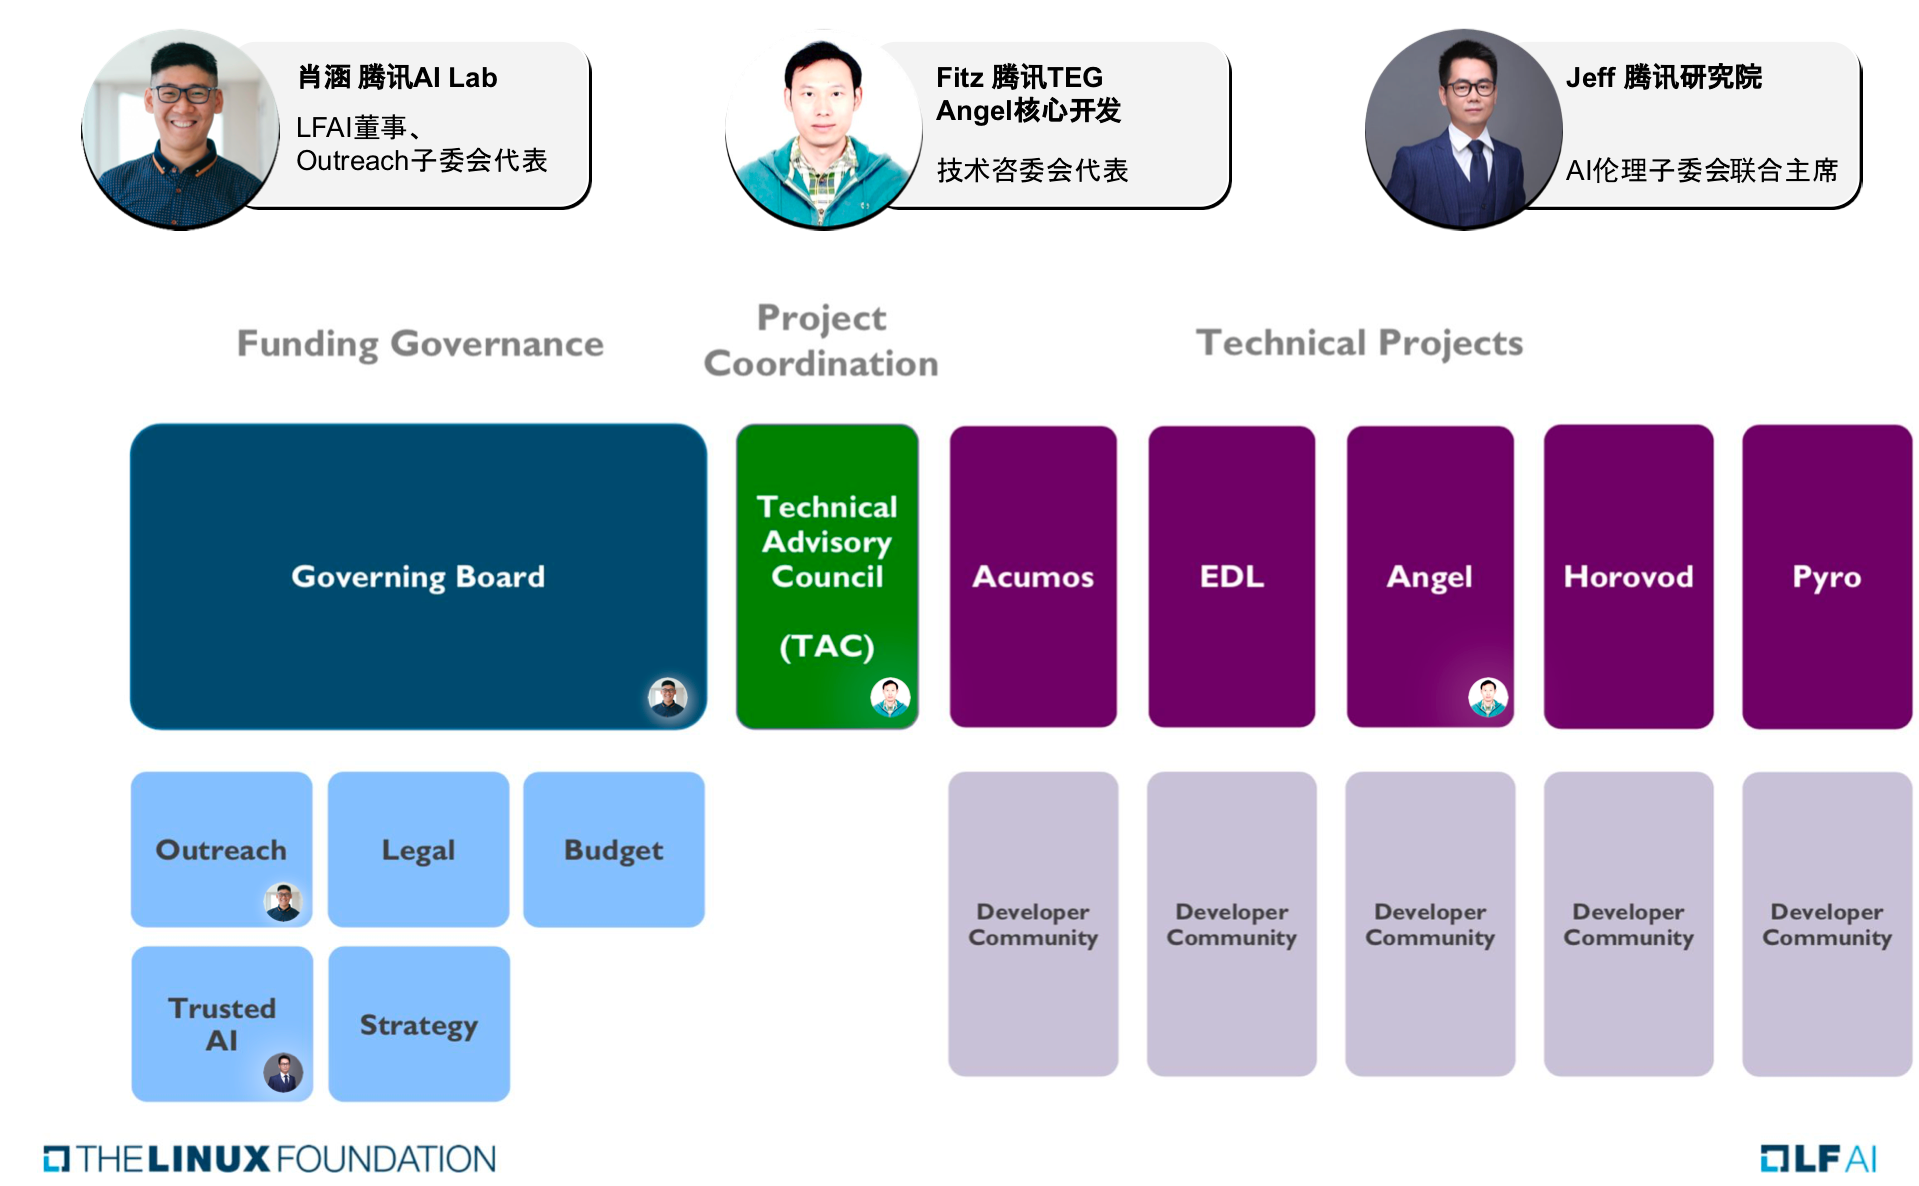 肖涵 腾讯AI Lab
LFAI董事、
Outreach子委会代表
Fitz 腾讯TEG
Angel核心开发
技术咨委会代表
Jeff 腾讯研究院
AI伦理子委会联合主席
Funding Governance
Project
Coordination
Technical Projects
Governing Board
Technical
Advisory
Council
(TAC)
Acumos
EDL
Angel
Horovod
Pyro
Outreach
Legal
Budget
Trusted
AI
Strategy
Developer
Community
Developer
Community
Developer
Community
Developer
Community
Developer
Community
THE LINUX FOUNDATION
LF AI